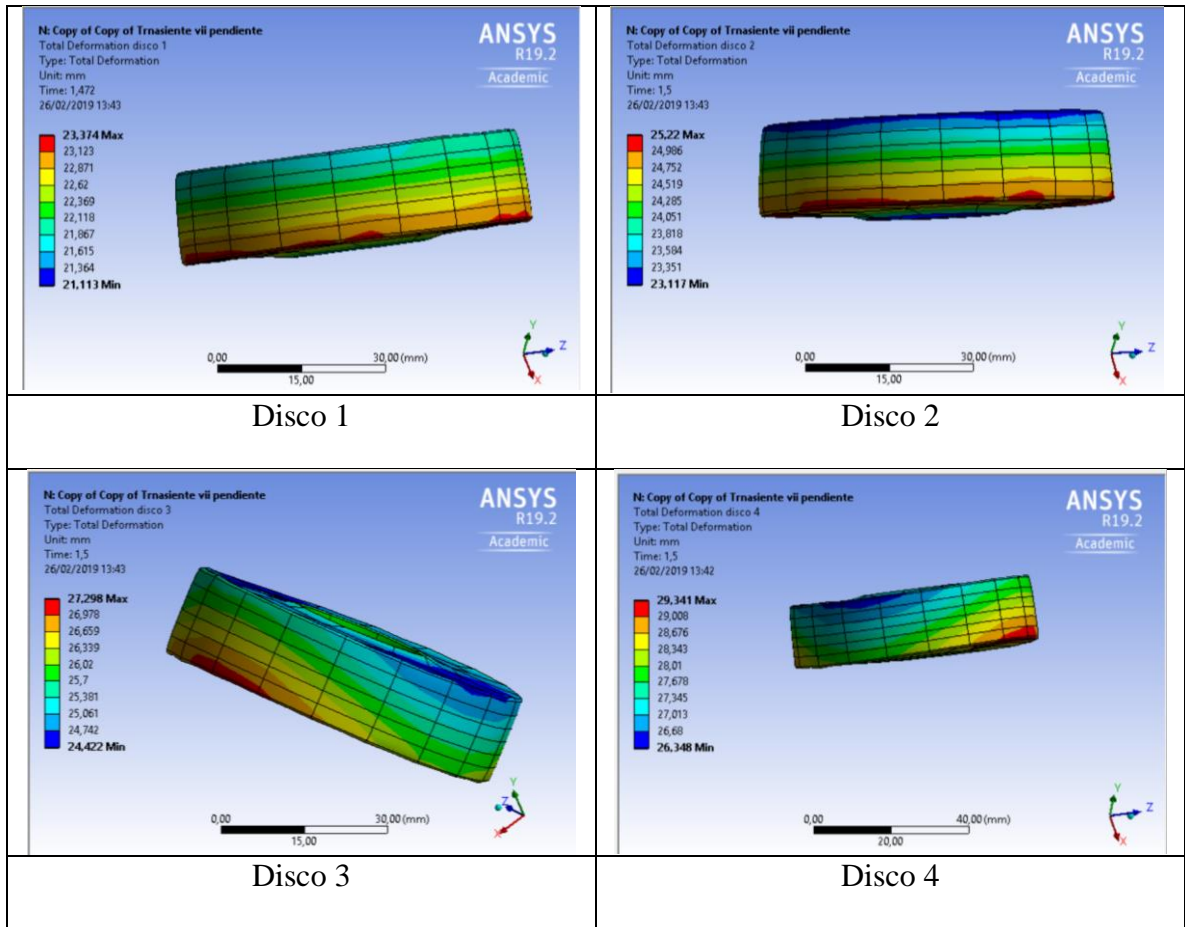 N: Copy of Copy of Trnasiente vii pendiente
Total Deformation disco 1
Type: Total Deformation
Unit: mm
Time: 1,472
26/02/2019 13:43
ANSYS
R19.2
Academic
23,374 Max
23,123
22,871
22,62
22,369
22,118
21,867
21,615
21,364
21,113 Min
0,00
30,00 (mm)
15,00
Y
Z
X
Disco 1
N: Copy of Copy of Trnasiente vii pendiente
Total Deformation disco 2
Type: Total Deformation
Unit: mm
Time: 1,5
26/02/2019 13:43
ANSYS
R19.2
Academic
25,22 Max
24,986
24,752
24,519
24,285
24,051
23,818
23,584
23,351
23,117 Min
0,00
30,00 (mm)
15,00
Y
Z
X
Disco 2
N: Copy of Copy of Trnasiente vii pendiente
Total Deformation disco 3
Type: Total Deformation
Unit: mm
Time: 1,5
26/02/2019 13:43
ANSYS
R19.2
Academic
27,298 Max
26,978
26,659
26,339
26,02
25,7
25,381
25,061
24,742
24,422 Min
0,00
30,00 (mm)
15,00
Y
Z
X
Disco 3
N: Copy of Copy of Trnasiente vii pendiente
Total Deformation disco 4
Type: Total Deformation
Unit: mm
Time: 1,5
26/02/2019 13:42
ANSYS
R19.2
Academic
29,341 Max
29,008
28,676
28,343
28,01
27,678
27,345
27,013
26,68
26,348 Min
0,00
40,00 (mm)
20,00
Y
Z
X
Disco 4